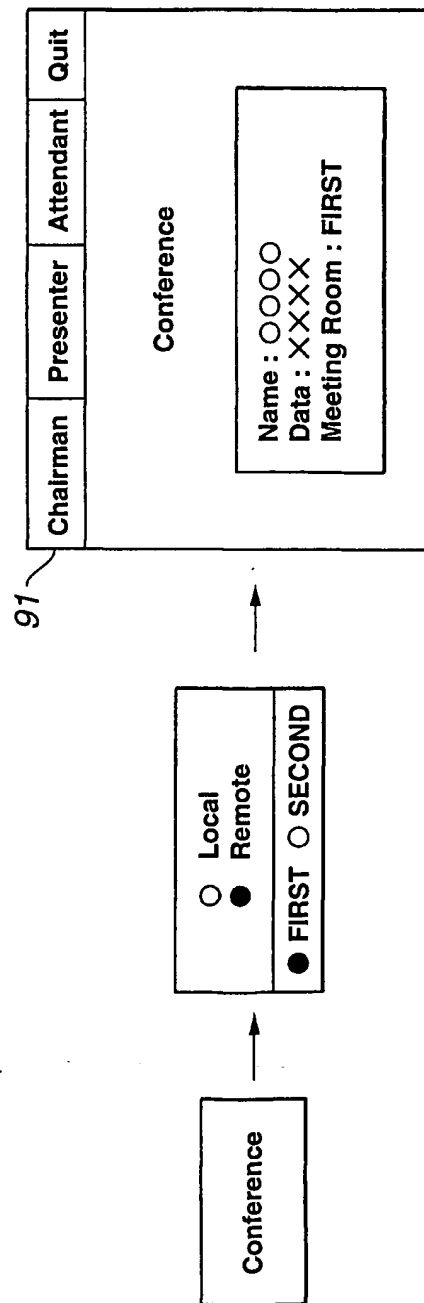 Conference
○ Local
● Remote
● FIRST ○ SECOND
91
Chairman Presenter Attendant Quit
Conference
Name : ○○○○
Data : ××××
Meeting Room : FIRST